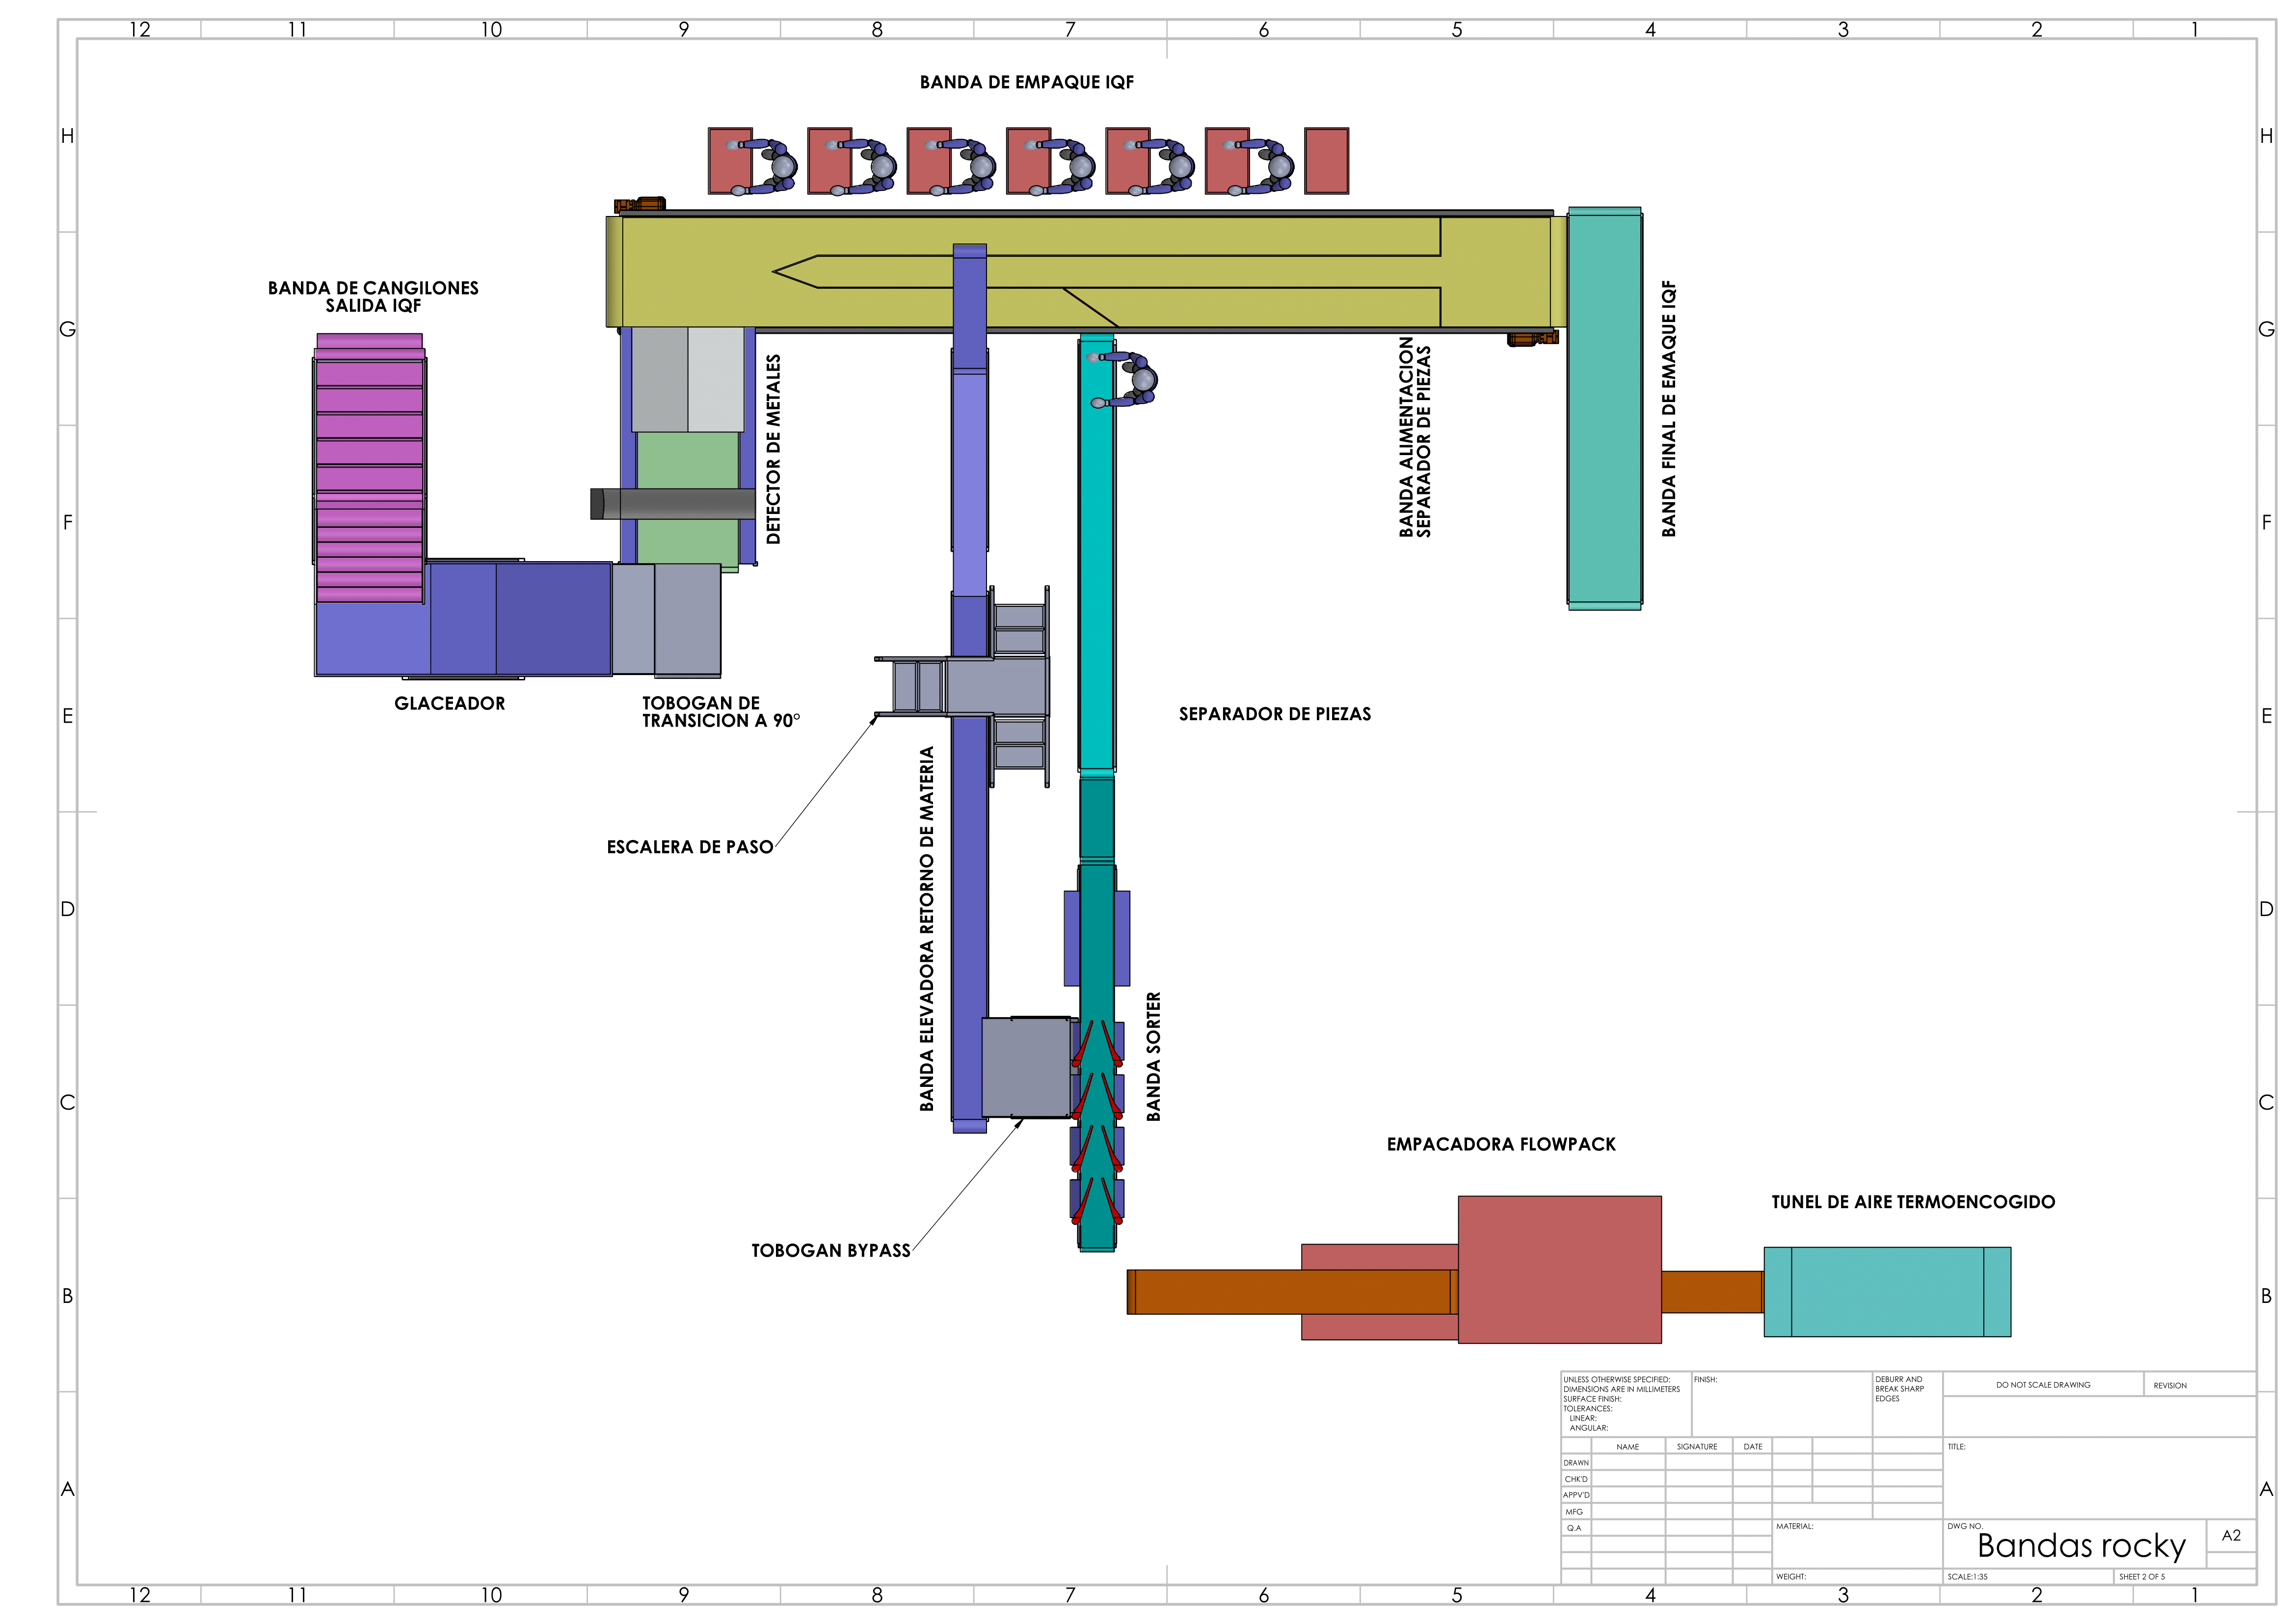 12 11 10 9 8 7 6 5 4 3 2 1
BANDA DE EMPAQUE IQF
H H
BANDA DE CANGILONES
SALIDA IQF
G G
DETECTOR DE METALES
BANDA ALIMENTACION
SEPARADOR DE PIEZAS
BANDA FINAL DE EMAQUE IQF
F F
GLACEADOR
TOBOGAN DE
TRANSICION A 90°
SEPARADOR DE PIEZAS
E E
ESCALERA DE PASO
BANDA ELEVADORA RETORNO DE MATERIA
D D
BANDA SORTER
C C
EMPACADORA FLOWPACK
TUNEL DE AIRE TERMOENCOGIDO
TOBOGAN BYPASS
B B
UNLESS OTHERWISE SPECIFIED:
DIMENSIONS ARE IN MILLIMETERS
SURFACE FINISH:
TOLERANCES:
LINEAR:
ANGULAR:
FINISH:
DEBURR AND
BREAK SHARP
EDGES
DO NOT SCALE DRAWING
REVISION
NAME SIGNATURE DATE
TITLE:
DRAWN
CHK'D
APPV'D
MFG
Q.A
MATERIAL:
DWG NO.
Bandas rocky
A2
WEIGHT:
SCALE:1:35
SHEET 2 OF 5
A A
12 11 10 9 8 7 6 5 4 3 2 1